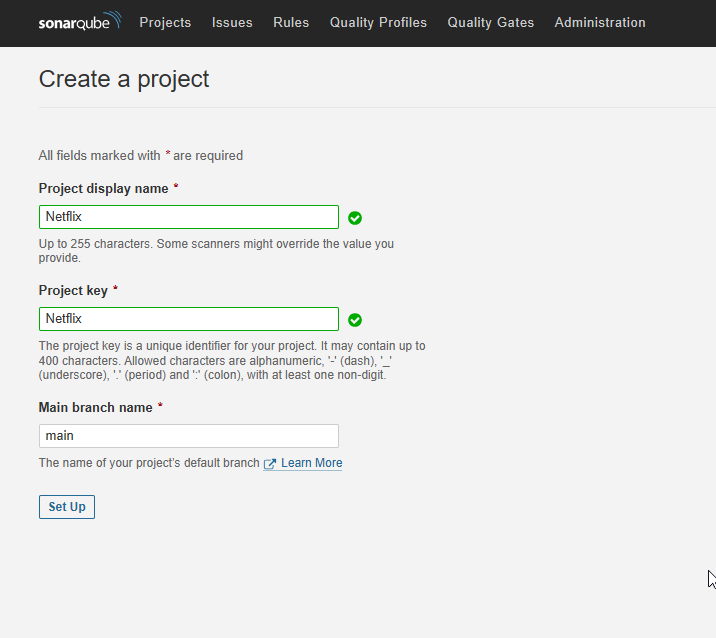 sonarqube Projects Issues Rules Quality Profiles Quality Gates Administration
Create a project
All fields marked with * are required
Project display name *
Netflix
Up to 255 characters. Some scanners might override the value you
provide.
Project key *
Netflix
The project key is a unique identifier for your project. It may contain up to
400 characters. Allowed characters are alphanumeric, '-' (dash), '_'
(underscore), '.' (period) and ':' (colon), with at least one non-digit.
Main branch name *
main
The name of your project's default branch Learn More
Set Up